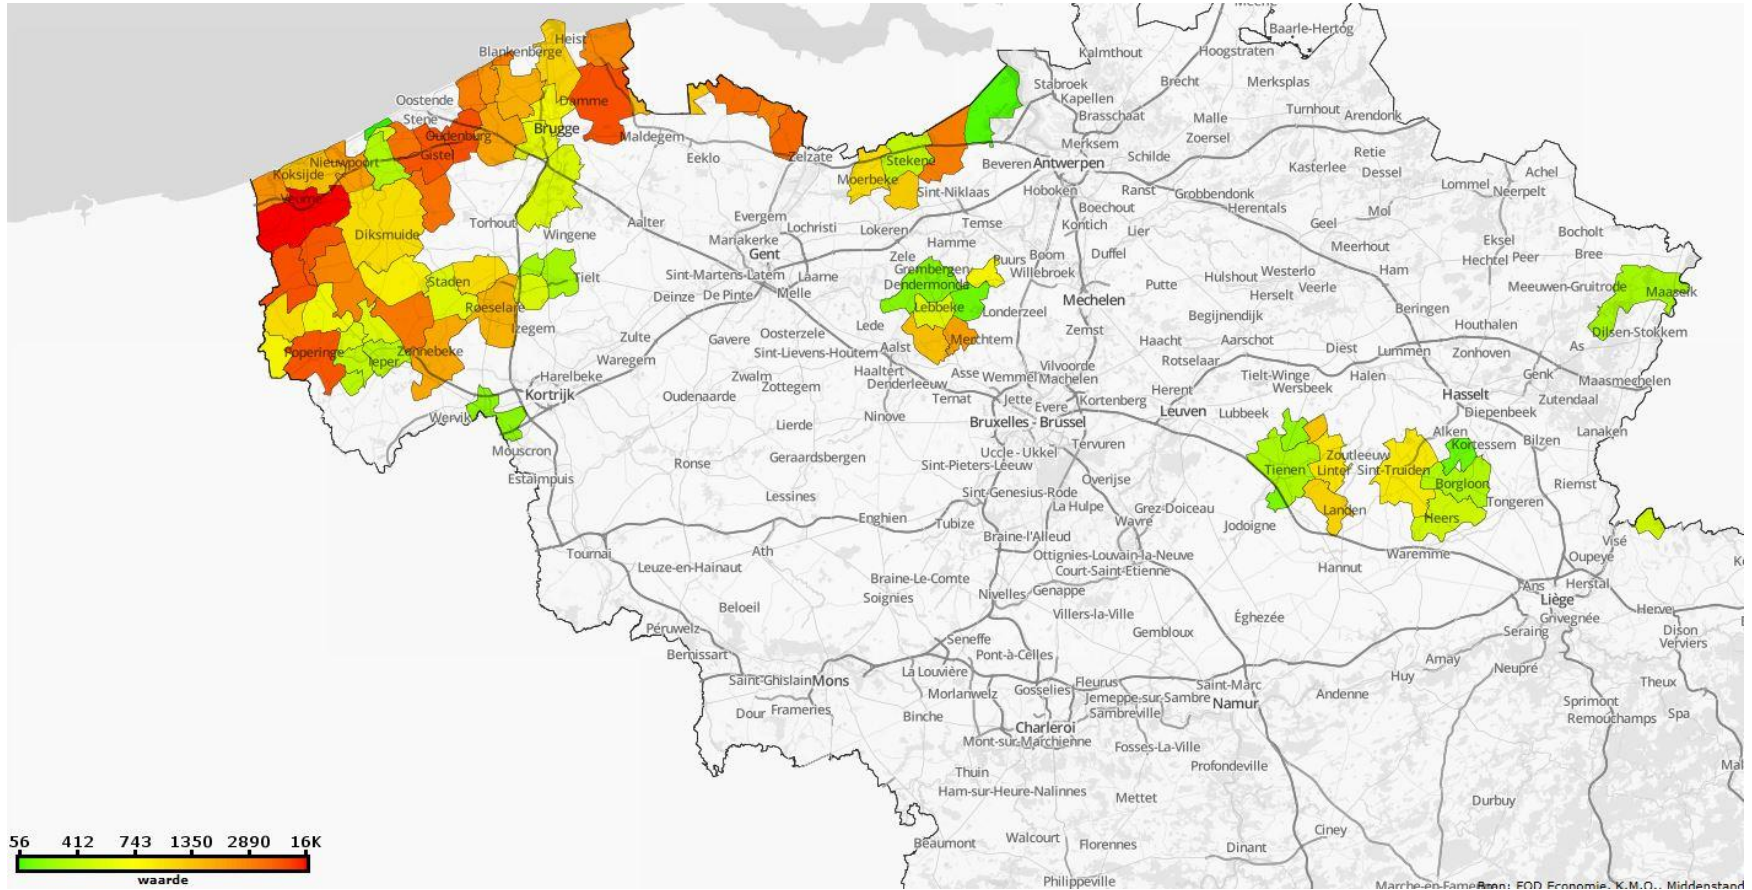 Meche
Baarle-Hertog
Heist
Blankenberge
Kalmthout
Hoogstraten
Stabroek
Brecht
Merksplas
Oostende
Kapellen
Damme
Stene
Brasschaat
Malle
Turnhout
Arendonk
Oudenburg
Brugge
Maldegem
Merksem
Zoersel
Gistel
Eeklo
Zelzate
Stekene
Beveren
Antwerpen
Schilde
Retie
Nieuwpoort
Kasterlee
Dessel
Koksijde
Moerbeke
Sint-Niklaas
Hoboken
Ranst
Grobbendonk
Lommel
Neerpelt
Achel
Veurne
Boechout
Herentals
Mol
Evergem
Torhout
Aalter
Lochristi
Lokeren
Temse
Kontich
Lier
Geel
Diksmuide
Wingene
Mariakerke
Hamme
Meerhout
Eksel
Bocholt
Gent
Zele
Puurs
Boom
Duffel
Hechtel
Peer
Bree
Staden
Tielt
Sint-Martens-Latem
Laarne
Grembergen
Willebroek
Hulshout
Westerlo
Ham
Deinze
De Pinte
Melle
Dendermonde
Mechelen
Putte
Herselt
Veerle
Meeuwen-Gruitrode
Maaseik
Roeselare
Lebbeke
Londerzeel
Begijnendijk
Beringen
Izegem
Zulte
Gavere
Oosterzele
Lede
Merchtem
Zemst
Haacht
Aarschot
Houthalen
Dilsen-Stokkem
Poperinge
Ieper
Zonnebeke
Waregem
Sint-Lievens-Houtem
Aalst
Rotselaar
Diest
Lummen
Zonhoven
As
Harelbeke
Zwalm
Zottegem
Haaltert
Denderleeuw
Asse
Wemmel
Vilvoorde
Machelen
Herent
Tielt-Winge
Wersbeek
Halen
Genk
Maasmechelen
Kortrijk
Oudenaarde
Ternat
Jette
Evere
Kortenberg
Leuven
Lubbeek
Hasselt
Diepenbeek
Zutendaal
Wervik
Lierde
Ninove
Bruxelles - Brussel
Alken
Kortessem
Bilzen
Lanaken
Mouscron
Ronse
Geraardsbergen
Uccle - Ukkel
Tervuren
Sint-Pieters-Leeuw
Tienen
Zoutleeuw
Linter
Sint-Truiden
Borgloon
Riemst
Estaimpuis
Lessines
Sint-Genesius-Rode
Overijse
La Hulpe
Grez-Doiceau
Landen
Heers
Tongeren
Enghien
Tubize
Wavre
Jodoigne
Braine-l'Alleud
Tournai
Ath
Ottignies-Louvain-la-Neuve
Waremme
Visé
Oupeye
Leuze-en-Hainaut
Braine-Le-Comte
Court-Saint-Etienne
Hannut
Ans
Herstal
Soignies
Nivelles
Genappe
Liège
Beloeil
Villers-la-Ville
Éghezée
Grivegnée
Herve
Péruwelz
Seneffe
Gembloux
Seraing
Dison
Verviers
Bernissart
Pont-à-Celles
Amay
Neupré
Saint-Ghislain
Mons
La Louvière
Fleurus
Saint-Marc
Huy
Theux
Morlanwelz
Gosselies
Jemeppe-sur-Sambre
Namur
Andenne
Dour
Frameries
Binche
Sambreville
Sprimont
Spa
Charleroi
Remouchamps
Mont-sur-Marchienne
Fosses-La-Ville
Thuin
Profondeville
Mal
Ham-sur-Heure-Nalinnes
Mettet
Durbuy
56 412 743 1350 2890 16K
waarde
Beaumont
Walcourt
Florennes
Ciney
Dinant
Philippeville
Bron: FOD Economie, K.M.O., Middenstand